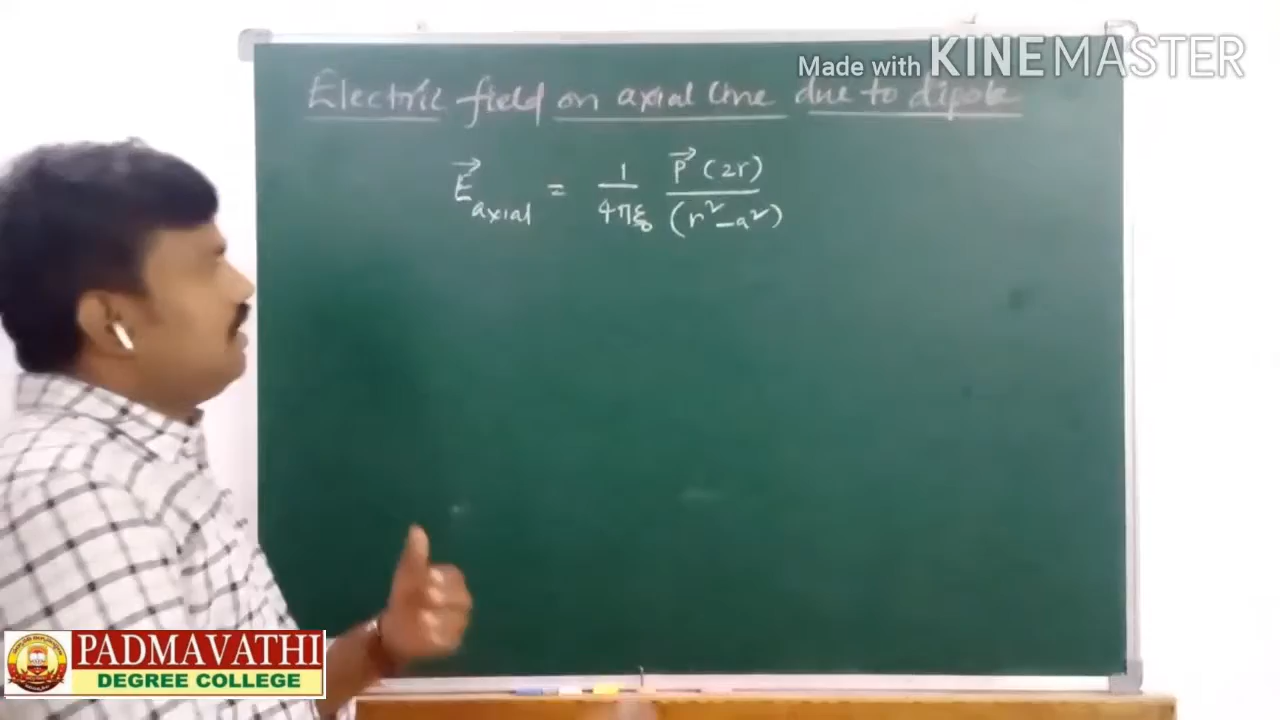 Made with KINEMASTER
Electric field on axial line due to dipole
E⃗axial = 1/4πε0 P⃗(2r)/(r²-a²)
PADMAVATHI
DEGREE COLLEGE